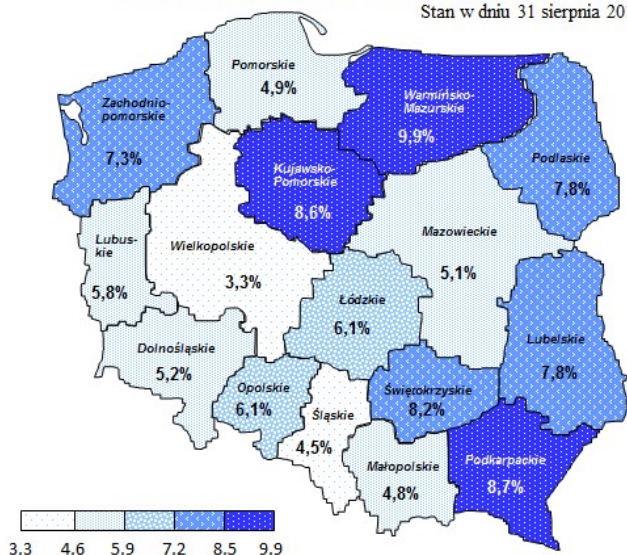 Stan w dniu 31 sierpnia 20
Pomorskie
4,9%
Warmińsko-
Mazurskie
9,9%
Zachodnio-
pomorskie
7,3%
Podlaskie
7,8%
Kujawsko-
Pomorskie
8,6%
Mazowieckie
5,1%
Lubus-
kie
5,8%
Wielkopolskie
3,3%
Łódzkie
6,1%
Lubelskie
7,8%
Dolnośląskie
5,2%
Opolskie
6,1%
Śląskie
4,5%
Świętokrzyskie
8,2%
Małopolskie
4,8%
Podkarpackie
8,7%
3.3 4.6 5.9 7.2 8.5 9.9